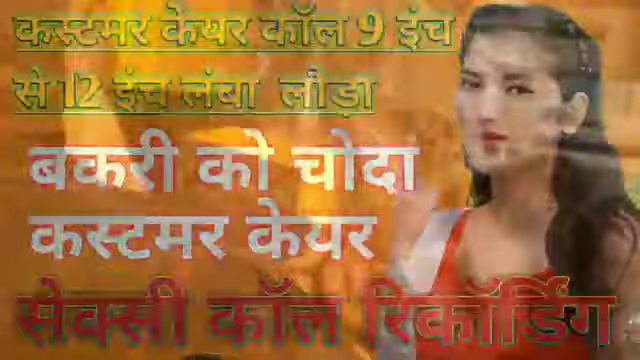 कस्टमर केयर कॉल 9 इंच
से 12 इंच लंबा लौड़ा
बकरी को चोदा
कस्टमर केयर
सेक्सी कॉल रिकॉर्डिंग